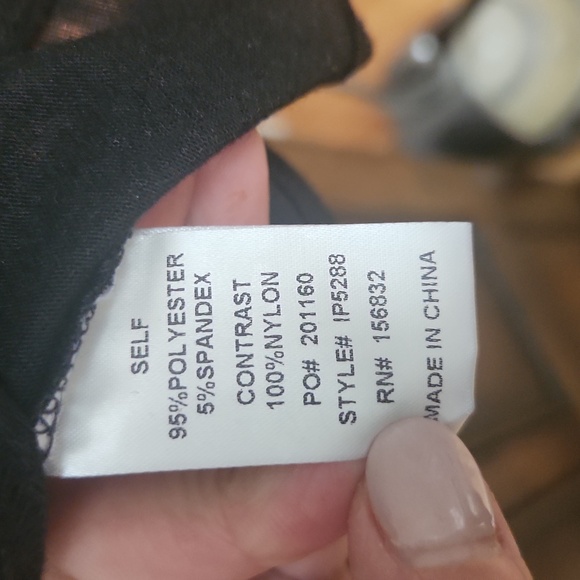 SELF
95%POLYESTER
5%SPANDEX
CONTRAST
100%NYLON
PO# 201160
STYLE# IP5288
RN# 156832
MADE IN CHINA